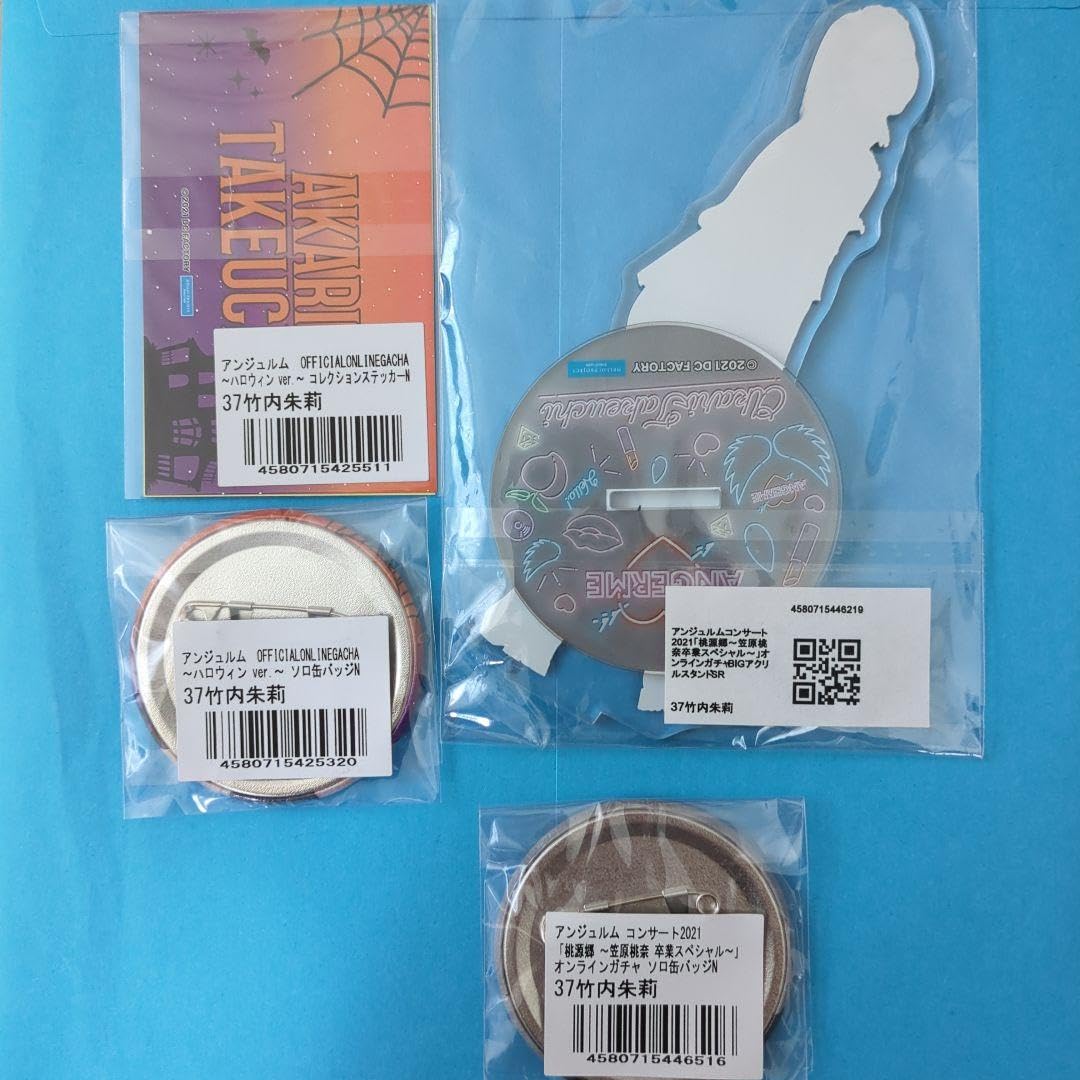 AKARI
TAKEUC
©2021 DC FACTORY
アンジュルム OFFICIALONLINEGACHA
～ハロウィン ver.～ コレクションステッカーN
37竹内朱莉
4580715425511
HELLO! PROJECT
©2021 DC FACTORY
Akari Takeuchi
Hello!
ANGERME
ANGERME
4580715446219
アンジュルムコンサート
2021「桃源郷～笠原桃
奈卒業スペシャル～」オ
ンラインガチャBIGアクリ
ルスタンドSR
37竹内朱莉
アンジュルム OFFICIALONLINEGACHA
～ハロウィン ver.～ ソロ缶バッジN
37竹内朱莉
4580715425320
アンジュルム コンサート2021
「桃源郷 ～笠原桃奈 卒業スペシャル～」
オンラインガチャ ソロ缶バッジN
37竹内朱莉
4580715446516